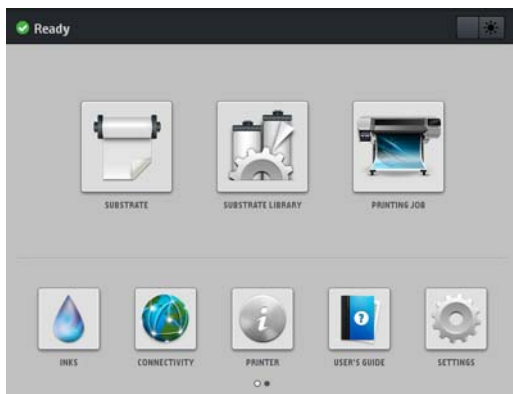 Ready
SUBSTRATE
SUBSTRATE LIBRARY
PRINTING JOB
INKS
CONNECTIVITY
PRINTER
USER'S GUIDE
SETTINGS